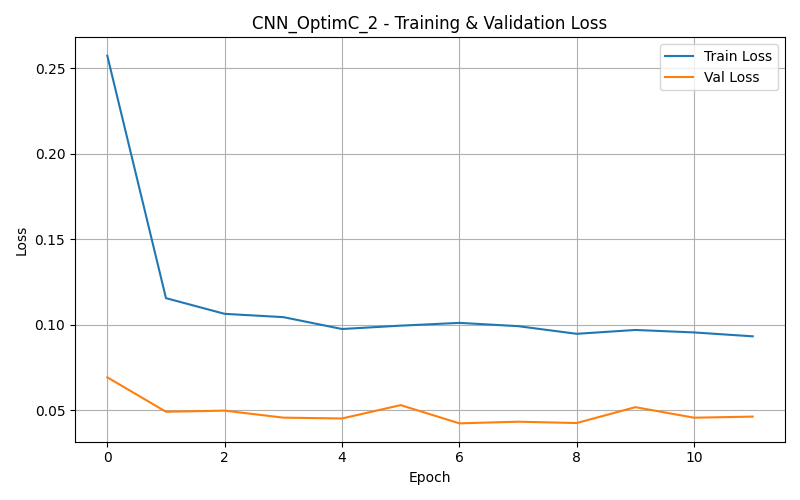 CNN_OptimC_2 - Training & Validation Loss
Train Loss
Val Loss
Loss
0.25
0.20
0.15
0.10
0.05
0 2 4 6 8 10
Epoch